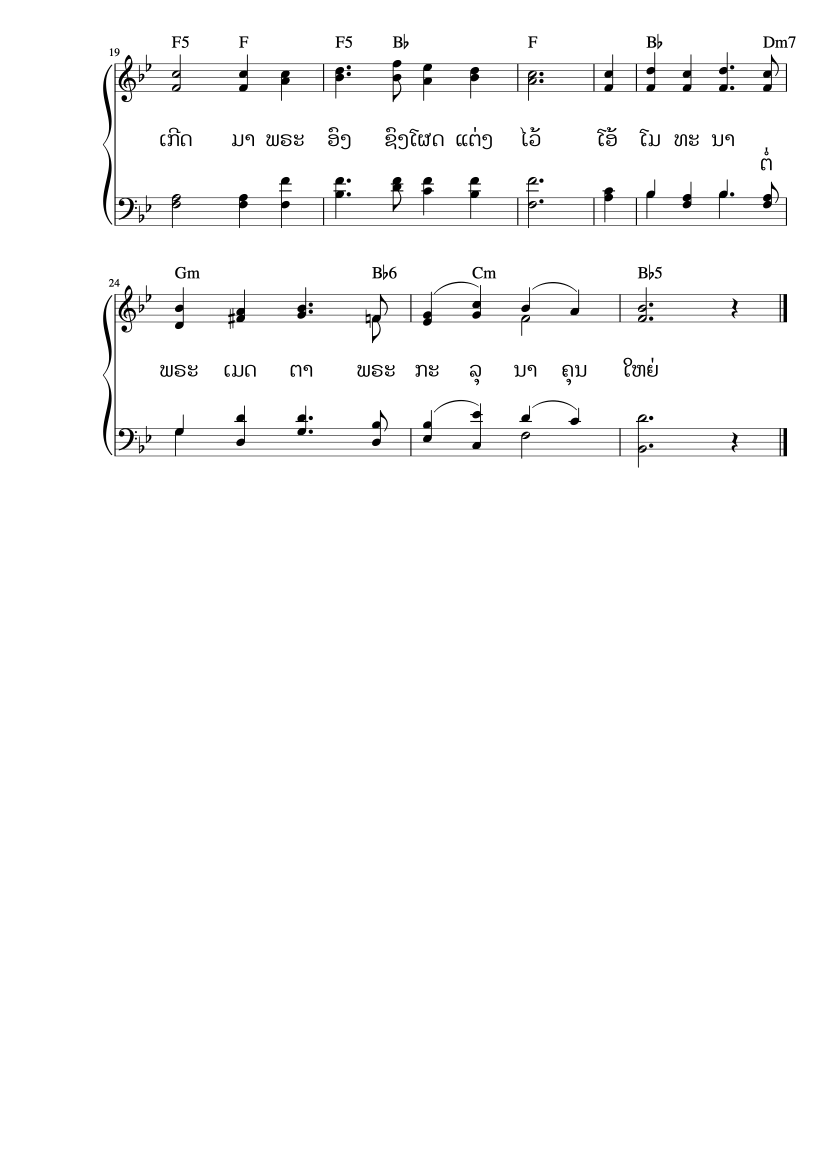 19 F5 F F5 B♭ F B♭ Dm7
ເກີດ ມາ ພຣະ ອົງ ຊົງໂຜດ ແຕ່ງ ໄວ້ ໂອ້ ໂມ ທະ ນາ
ຕໍ່
24 Gm B♭6 Cm B♭5
ພຣະ ເມດ ຕາ ພຣະ ກະ ລຸ ນາ ຄຸນ ໃຫຍ່